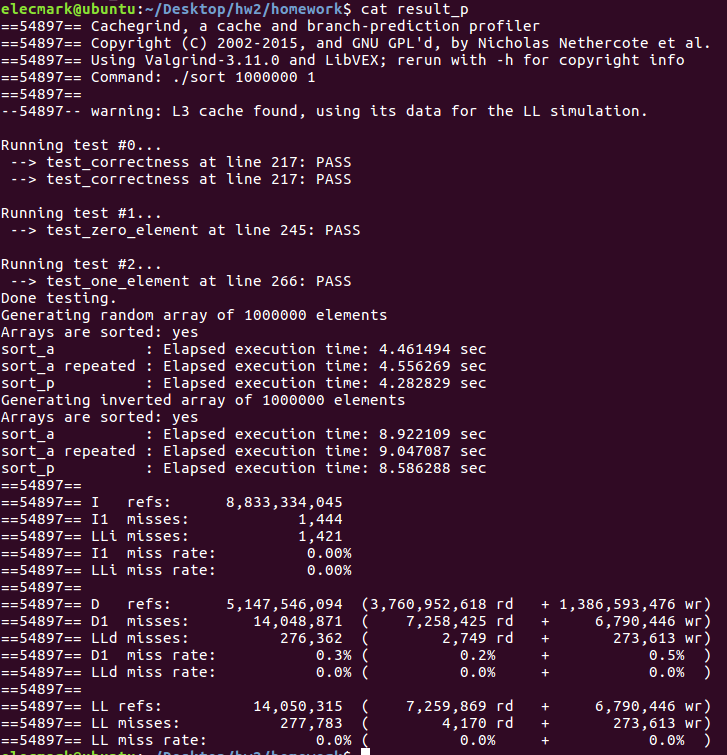 elecmark@ubuntu:~/Desktop/hw2/homework$ cat result_p
==54897== Cachegrind, a cache and branch-prediction profiler
==54897== Copyright (C) 2002-2015, and GNU GPL'd, by Nicholas Nethercote et al.
==54897== Using Valgrind-3.11.0 and LibVEX; rerun with -h for copyright info
==54897== Command: ./sort 1000000 1
==54897==
--54897-- warning: L3 cache found, using its data for the LL simulation.
Running test #0...
 --> test_correctness at line 217: PASS
 --> test_correctness at line 217: PASS
Running test #1...
 --> test_zero_element at line 245: PASS
Running test #2...
 --> test_one_element at line 266: PASS
Done testing.
Generating random array of 1000000 elements
Arrays are sorted: yes
sort_a          : Elapsed execution time: 4.461494 sec
sort_a repeated : Elapsed execution time: 4.556269 sec
sort_p          : Elapsed execution time: 4.282829 sec
Generating inverted array of 1000000 elements
Arrays are sorted: yes
sort_a          : Elapsed execution time: 8.922109 sec
sort_a repeated : Elapsed execution time: 9.047087 sec
sort_p          : Elapsed execution time: 8.586288 sec
==54897==
==54897== I   refs:      8,833,334,045
==54897== I1  misses:            1,444
==54897== LLi misses:            1,421
==54897== I1  miss rate:          0.00%
==54897== LLi miss rate:          0.00%
==54897==
==54897== D   refs:      5,147,546,094  (3,760,952,618 rd   + 1,386,593,476 wr)
==54897== D1  misses:       14,048,871  (    7,258,425 rd   +     6,790,446 wr)
==54897== LLd misses:          276,362  (        2,749 rd   +       273,613 wr)
==54897== D1  miss rate:           0.3% (          0.2%     +           0.5%  )
==54897== LLd miss rate:           0.0% (          0.0%     +           0.0%  )
==54897==
==54897== LL refs:          14,050,315  (    7,259,869 rd   +     6,790,446 wr)
==54897== LL misses:           277,783  (        4,170 rd   +       273,613 wr)
==54897== LL miss rate:            0.0% (          0.0%     +           0.0%  )
elecmark@ubuntu:~/Desktop/hw2/homework$